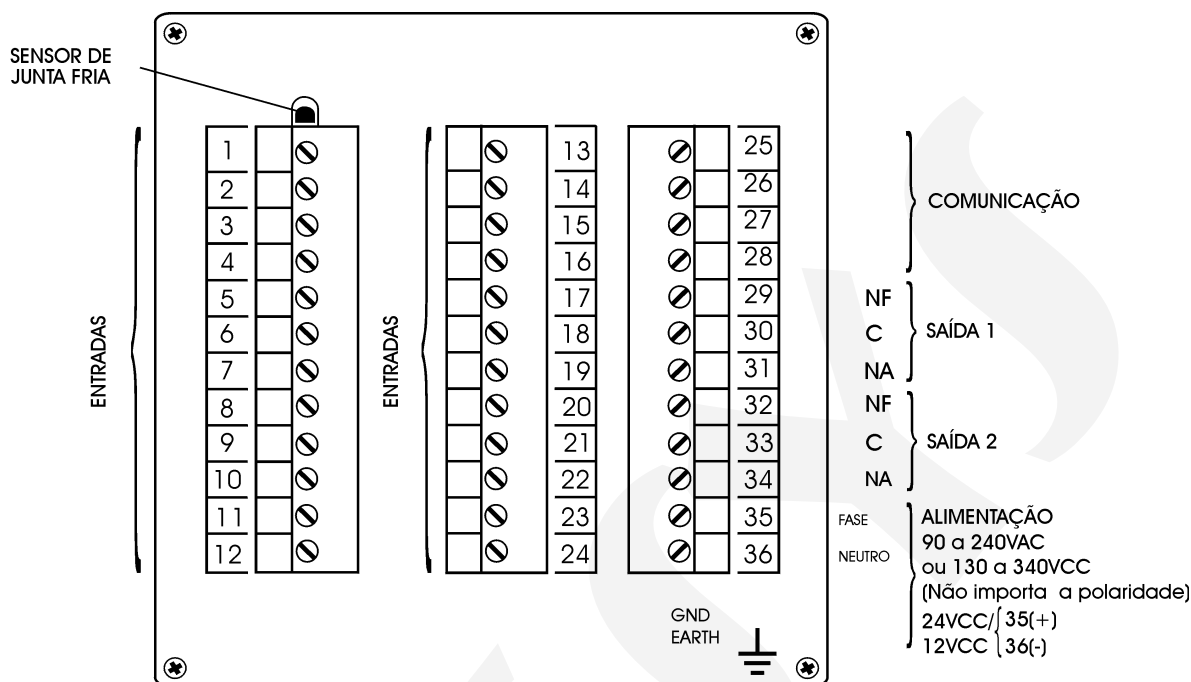 SENSOR DE
JUNTA FRIA
ENTRADAS
1
2
3
4
5
6
7
8
9
10
11
12
ENTRADAS
13
14
15
16
17
18
19
20
21
22
23
24
25
26
27
28
29
30
31
32
33
34
35
36
COMUNICAÇÃO
NF
C
NA
SAÍDA 1
NF
C
NA
SAÍDA 2
FASE
NEUTRO
ALIMENTAÇÃO
90 a 240VAC
ou 130 a 340VCC
(Não importa a polaridade)
24VCC/ 35(+)
12VCC 36(-)
GND
EARTH